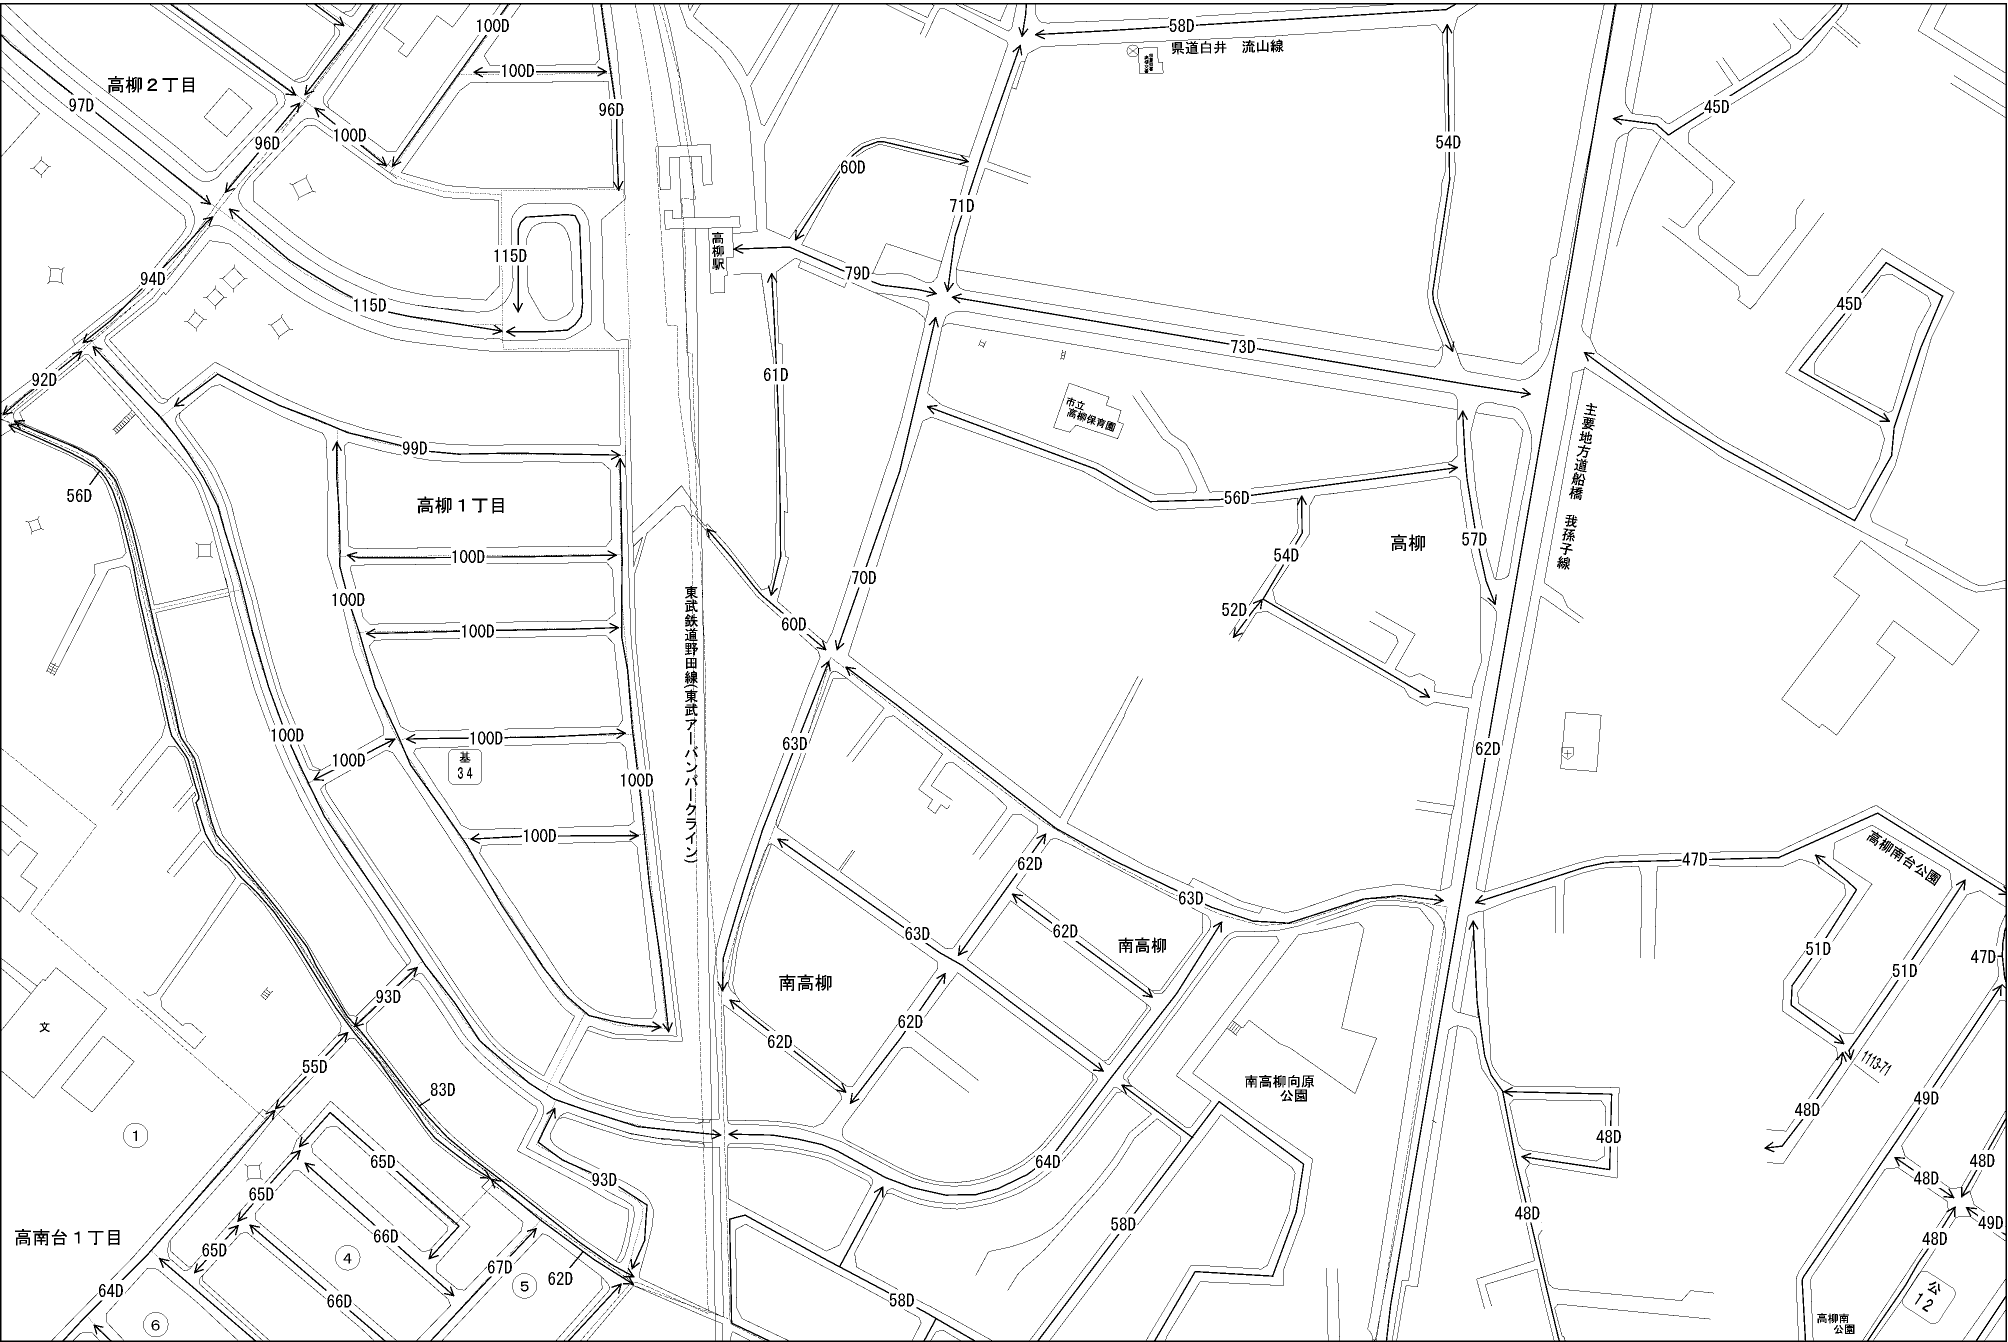 100D
58D
県道白井　流山線
高柳２丁目
97D
100D
96D
45D
96D
100D
54D
60D
71D
115D
高柳駅
94D
79D
115D
45D
73D
92D
61D
市立
高柳保育園
主要地方道船橋　我孫子線
99D
56D
高柳１丁目
56D
57D
高柳
100D
54D
70D
100D
52D
60D
100D
東武鉄道野田線(東武アーバンパークライン)
100D
100D
63D
62D
100D
基
34
100D
100D
62D
47D
高柳南台公園
63D
63D
62D
南高柳
51D
47D
51D
南高柳
93D
62D
文
62D
1113-71
55D
南高柳向原
公園
83D
49D
48D
①
48D
65D
64D
48D
93D
48D
65D
48D
58D
49D
高南台１丁目
66D
48D
65D
④
67D
⑤
62D
64D
66D
58D
公
12
⑥
高柳南
公園